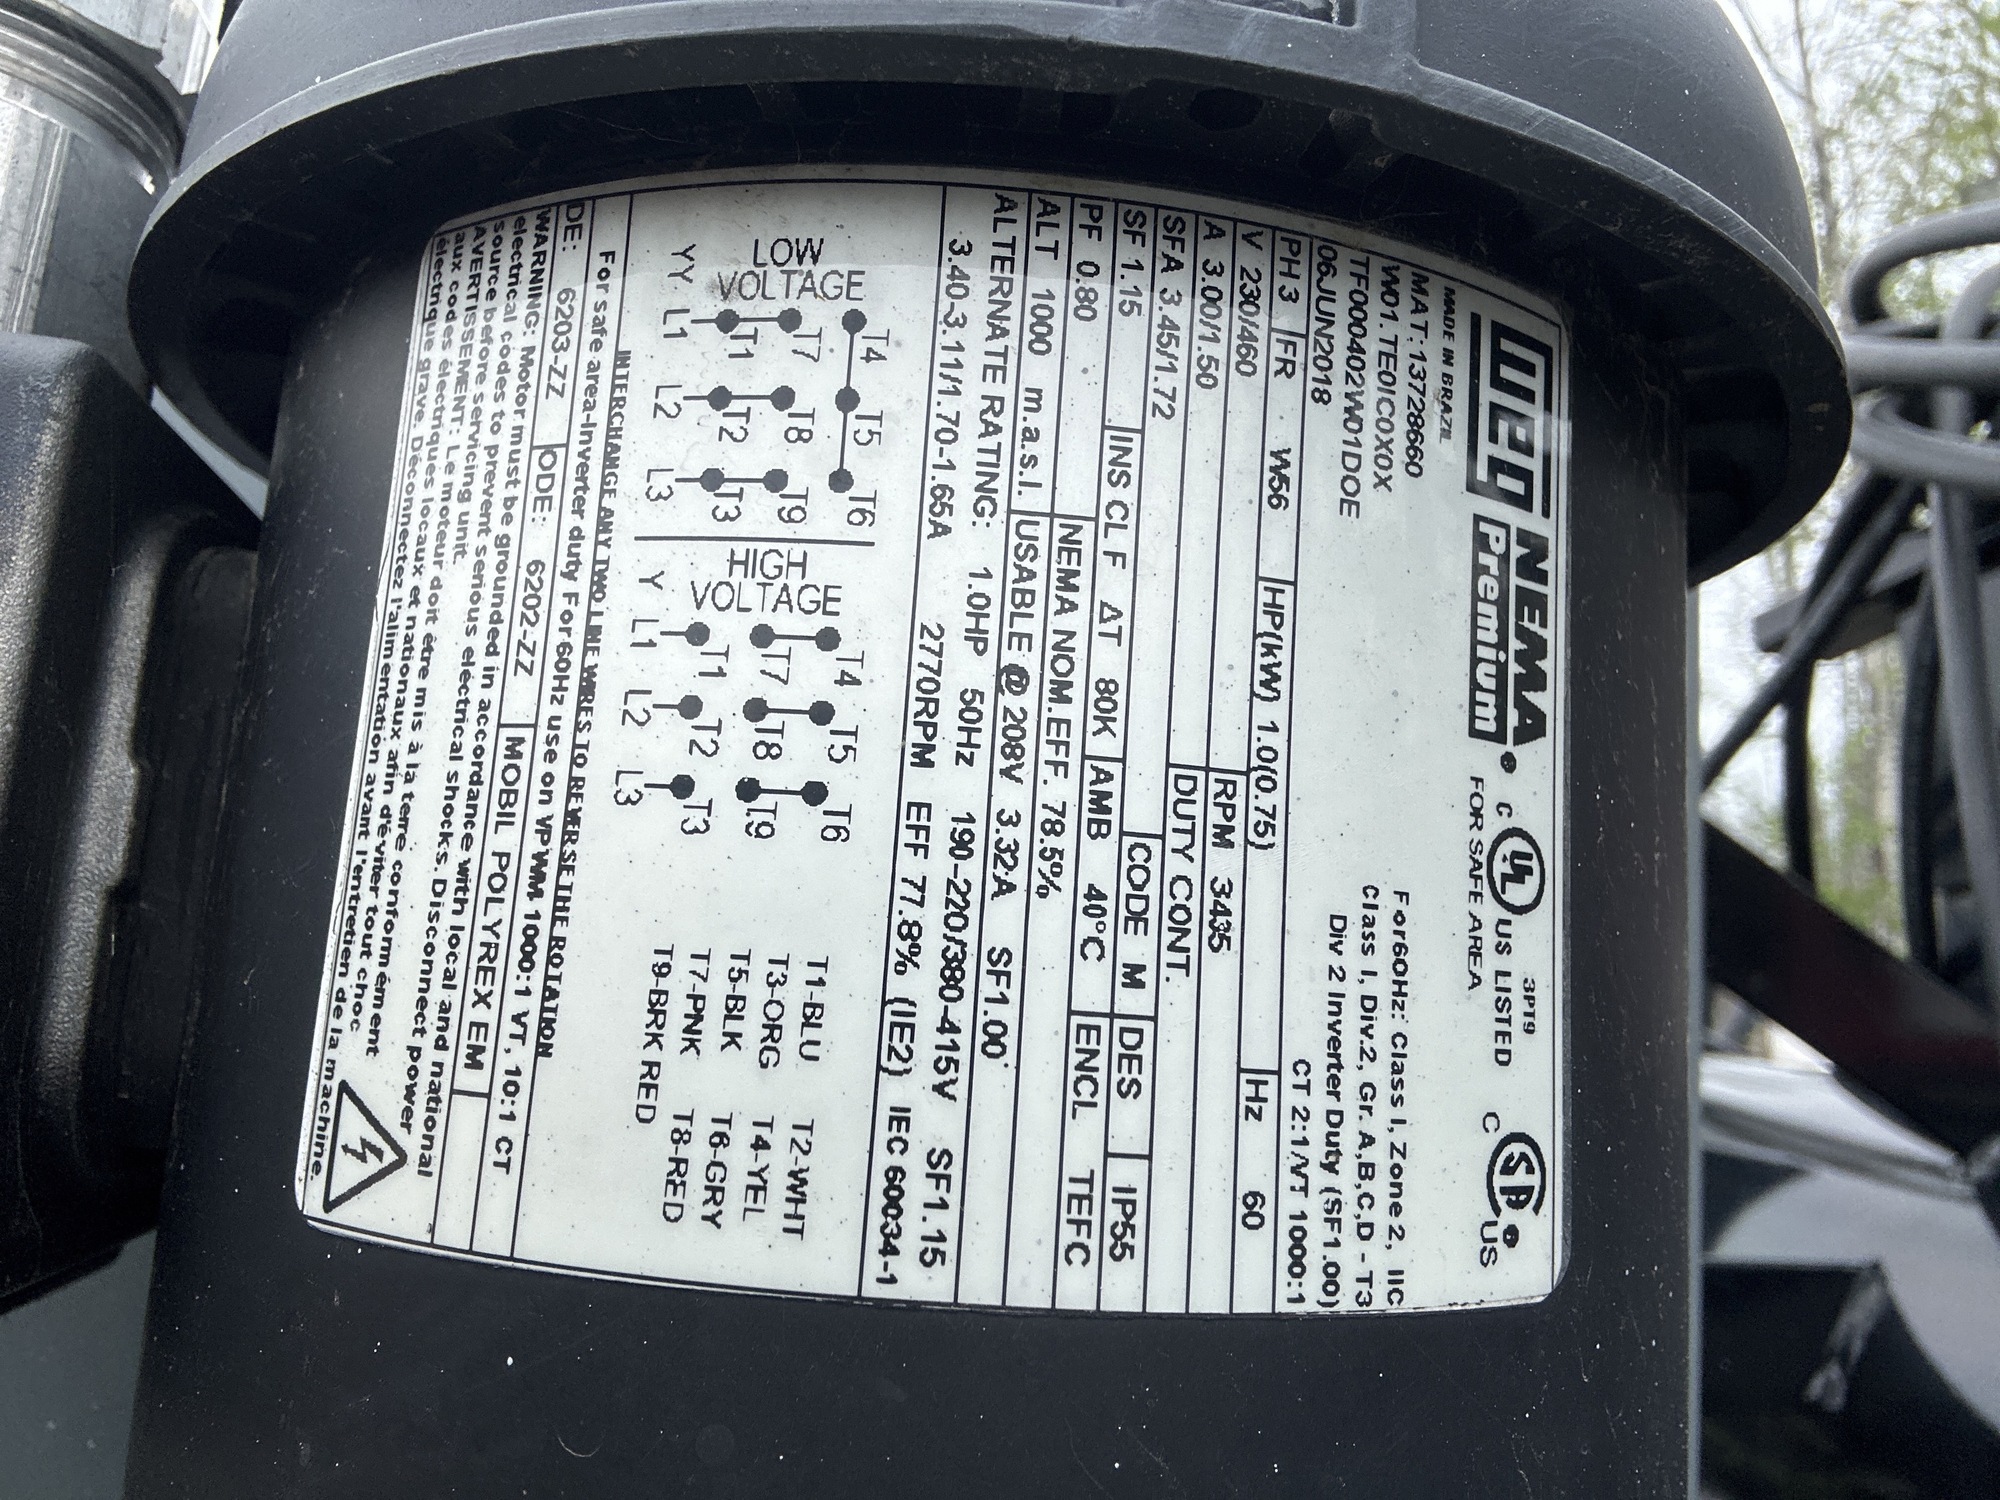 WEG NEMA Premium
MADE IN BRAZIL
MAT:13728660
W01.TE0IC0X0X
TF000402W01DOE
06JUN2018
c UL US LISTED
3PT9
FOR SAFE AREA
c SP ® US
For60Hz: Class I, Zone 2, IIC
Class I, Div.2, Gr. A,B,C,D - T3
Div 2 Inverter Duty (SF1.00)
CT 2:1/VT 1000:1
PH 3 FR W56 HP(kW) 1.0(0.75) Hz 60
V 230/460
A 3.00/1.50 RPM 3435
SFA 3.45/1.72 DUTY CONT.
SF 1.15 INS CL F ΔT 80K CODE M DES IP55
PF 0.80 NEMA NOM.EFF. 78.5% AMB 40°C ENCL TEFC
ALT 1000 m.a.s.l. USABLE @ 208V 3.32A SF1.00
ALTERNATE RATING: 1.0HP 50Hz 190-220/380-415V SF1.15
3.40-3.11/1.70-1.65A 2770RPM EFF 77.8% (IE2) IEC 60034-1
LOW VOLTAGE
YY
T4 T5 T6
T7 T8 T9
T1 T2 T3
L1 L2 L3
HIGH VOLTAGE
Y
T4 T5 T6
T7 T8 T9
T1 T2 T3
L1 L2 L3
T1-BLU T2-WHT
T3-ORG T4-YEL
T5-BLK T6-GRY
T7-PNK T8-RED
T9-BRK RED
INTERCHANGE ANY TWO LINE WIRES TO REVERSE THE ROTATION
For safe area-Inverter duty For 60Hz use on VPWM 1000:1 VT, 10:1 CT
DE: 6203-ZZ ODE: 6202-ZZ MOBIL POLYREX EM
WARNING: Motor must be grounded in accordance with local and national
electrical codes to prevent serious electrical shocks. Disconnect power
source before servicing unit.
AVERTISSEMENT: Le moteur doit être mis à la terre conformément
aux codes électriques locaux et nationaux afin d'éviter tout choc
électrique grave. Déconnectez l'alimentation avant l'entretien de la machine.